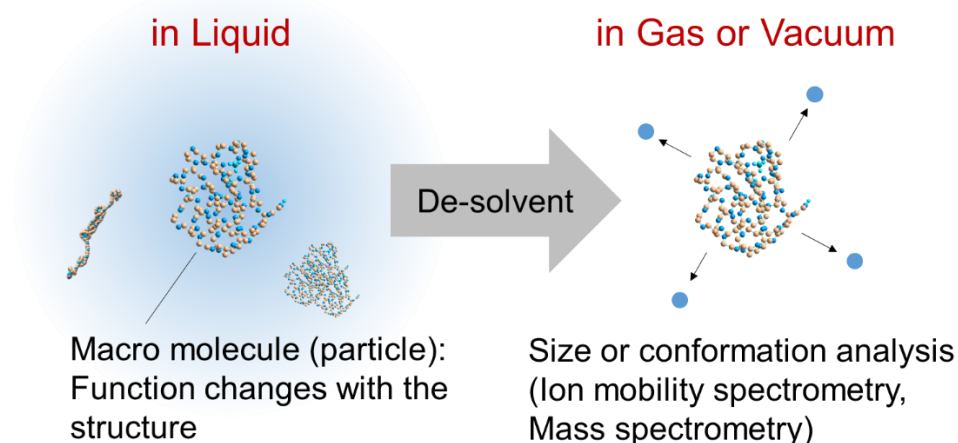 in Liquid
in Gas or Vacuum
De-solvent
Macro molecule (particle):
Function changes with the
structure
Size or conformation analysis
(Ion mobility spectrometry,
Mass spectrometry)